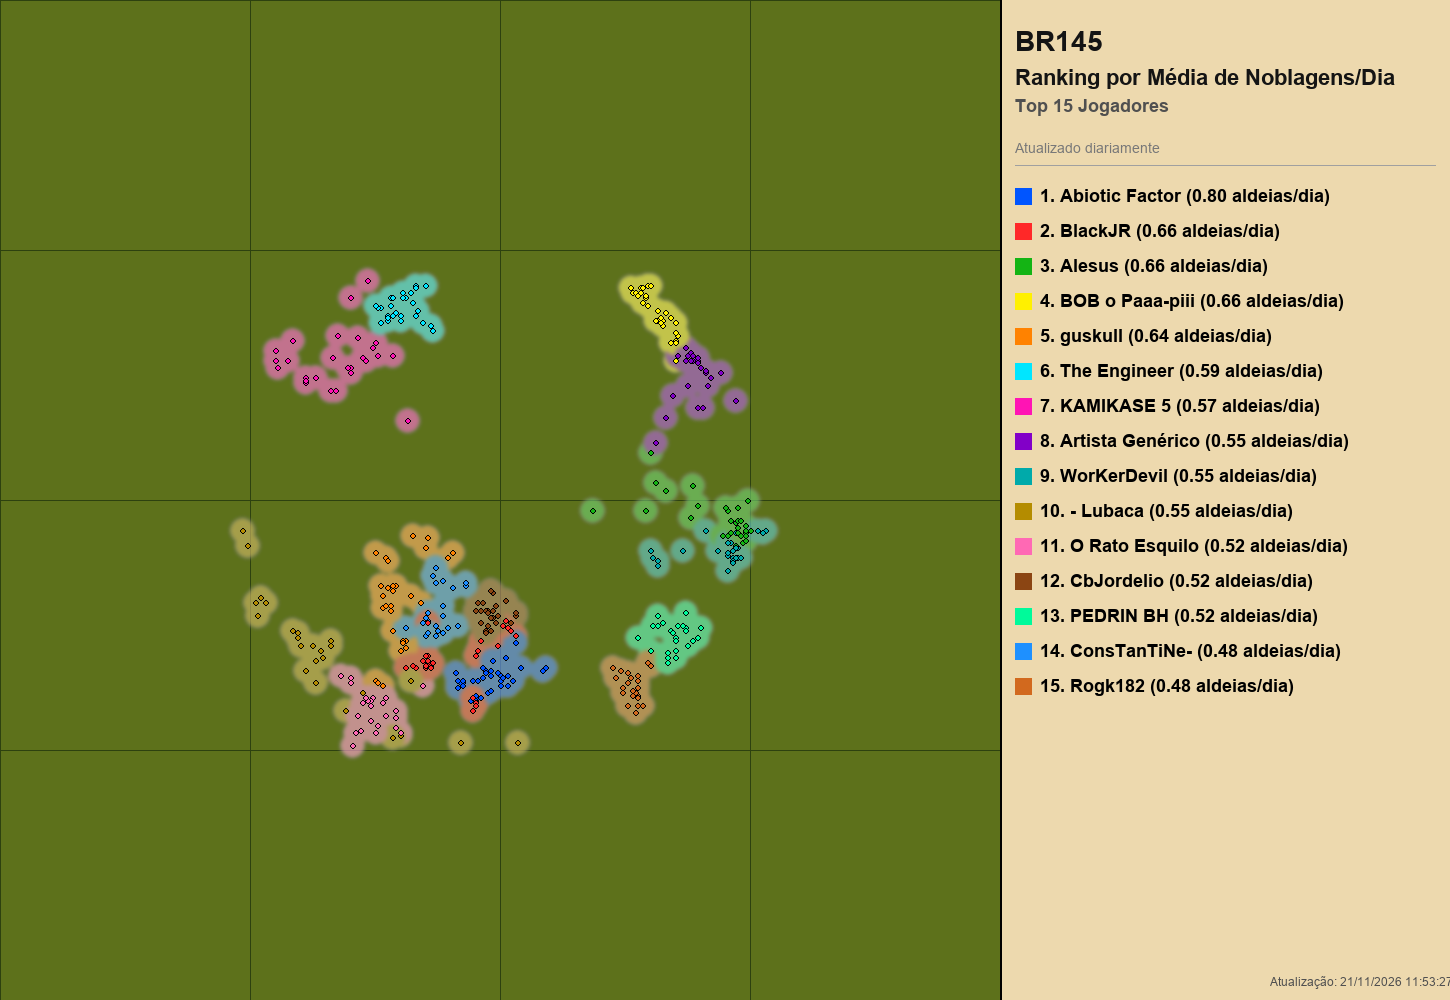 BR145
Ranking por Média de Noblagens/Dia
Top 15 Jogadores
Atualizado diariamente
1. Abiotic Factor (0.80 aldeias/dia)
2. BlackJR (0.66 aldeias/dia)
3. Alesus (0.66 aldeias/dia)
4. BOB o Paaa-piii (0.66 aldeias/dia)
5. guskull (0.64 aldeias/dia)
6. The Engineer (0.59 aldeias/dia)
7. KAMIKASE 5 (0.57 aldeias/dia)
8. Artista Genérico (0.55 aldeias/dia)
9. WorKerDevil (0.55 aldeias/dia)
10. - Lubaca (0.55 aldeias/dia)
11. O Rato Esquilo (0.52 aldeias/dia)
12. CbJordelio (0.52 aldeias/dia)
13. PEDRIN BH (0.52 aldeias/dia)
14. ConsTanTiNe- (0.48 aldeias/dia)
15. Rogk182 (0.48 aldeias/dia)
Atualização: 21/11/2026 11:53:27